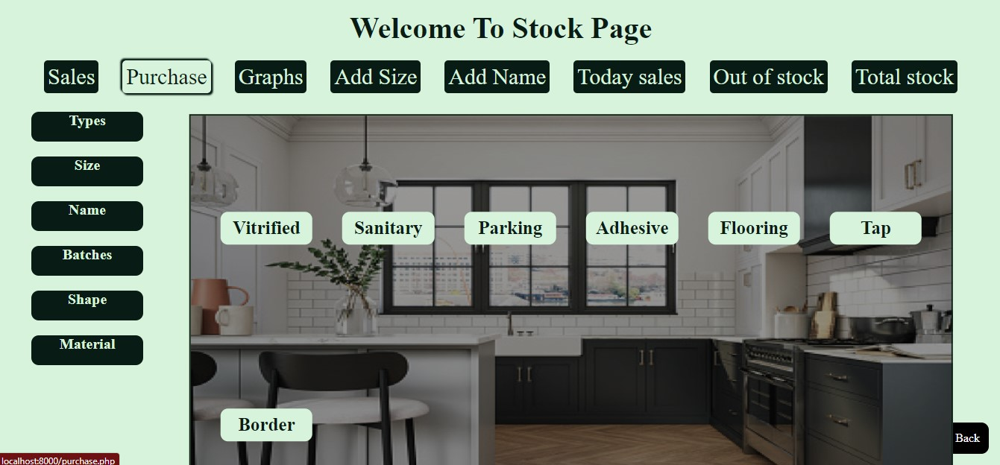 Welcome To Stock Page
Sales Purchase Graphs Add Size Add Name Today sales Out of stock Total stock
Types
Size
Name
Batches
Shape
Material
Vitrified Sanitary Parking Adhesive Flooring Tap
Border
Back
localhost:8000/purchase.php